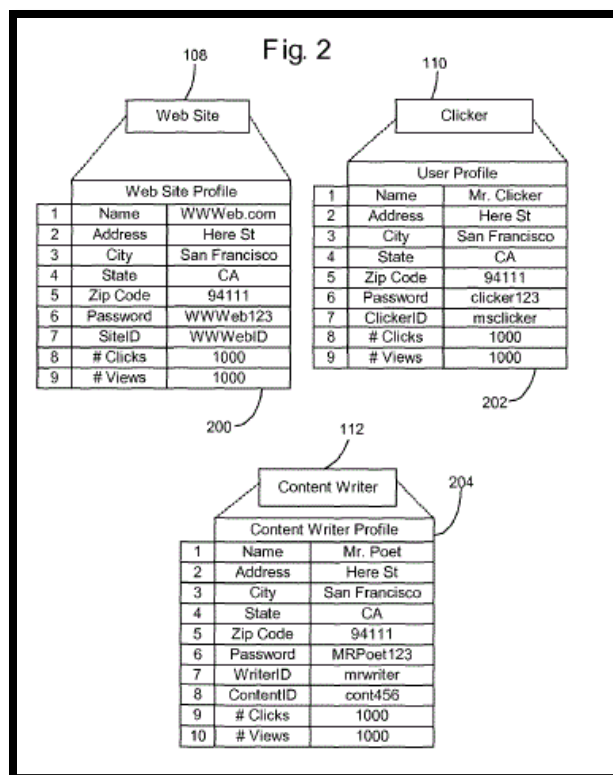 Fig. 2
108
Web Site
Web Site Profile
1 Name WWWeb.com
2 Address Here St
3 City San Francisco
4 State CA
5 Zip Code 94111
6 Password WWWeb123
7 SiteID WWWebID
8 # Clicks 1000
9 # Views 1000
200
110
Clicker
User Profile
1 Name Mr. Clicker
2 Address Here St
3 City San Francisco
4 State CA
5 Zip Code 94111
6 Password clicker123
7 ClickerID msclicker
8 # Clicks 1000
9 # Views 1000
202
112
Content Writer
204
Content Writer Profile
1 Name Mr. Poet
2 Address Here St
3 City San Francisco
4 State CA
5 Zip Code 94111
6 Password MRPoet123
7 WriterID mrwriter
8 ContentID cont456
9 # Clicks 1000
10 # Views 1000